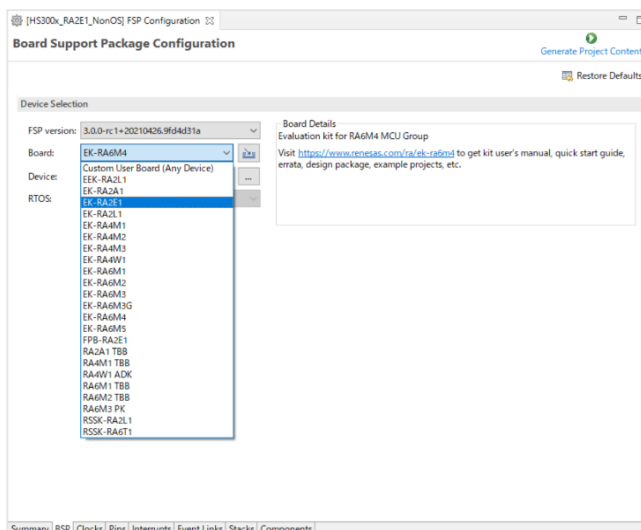 [HS300x_RA2E1_NonOS] FSP Configuration
Board Support Package Configuration
Generate Project Content
Restore Defaults
Device Selection
FSP version: 3.0.0-rc1+20210426.9fd4d31a
Board: EK-RA6M4
Device:
...
RTOS:
Custom User Board (Any Device)
EEK-RA2L1
EK-RA2A1
EK-RA2E1
EK-RA2L1
EK-RA4M1
EK-RA4M2
EK-RA4M3
EK-RA4W1
EK-RA6M1
EK-RA6M2
EK-RA6M3
EK-RA6M3G
EK-RA6M4
EK-RA6M5
FPB-RA2E1
RA2A1 TBB
RA4M1 TBB
RA4W1 ADK
RA6M1 TBB
RA6M2 TBB
RA6M3 PK
RSSK-RA2L1
RSSK-RA6T1
Board Details
Evaluation kit for RA6M4 MCU Group
Visit https://www.renesas.com/ra/ek-ra6m4 to get kit user's manual, quick start guide,
errata, design package, example projects, etc.
Summary BSP Clocks Pins Interrupts Event Links Stacks Components